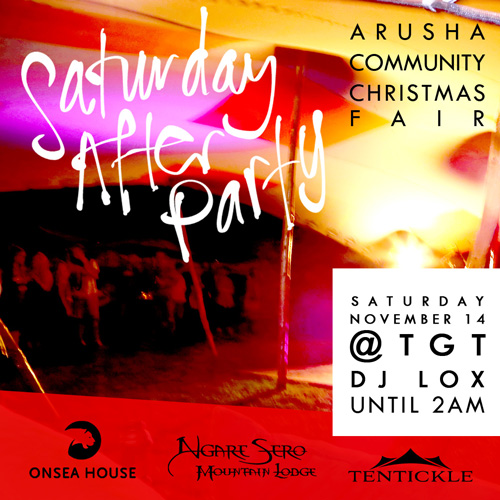 Saturday
After
Party
ARUSHA
COMMUNITY
CHRISTMAS
FAIR
SATURDAY
NOVEMBER 14
@ TGT
DJ LOX
UNTIL 2AM
ONSEA HOUSE
NGARE SERO
MOUNTAIN LODGE
TENTICKLE